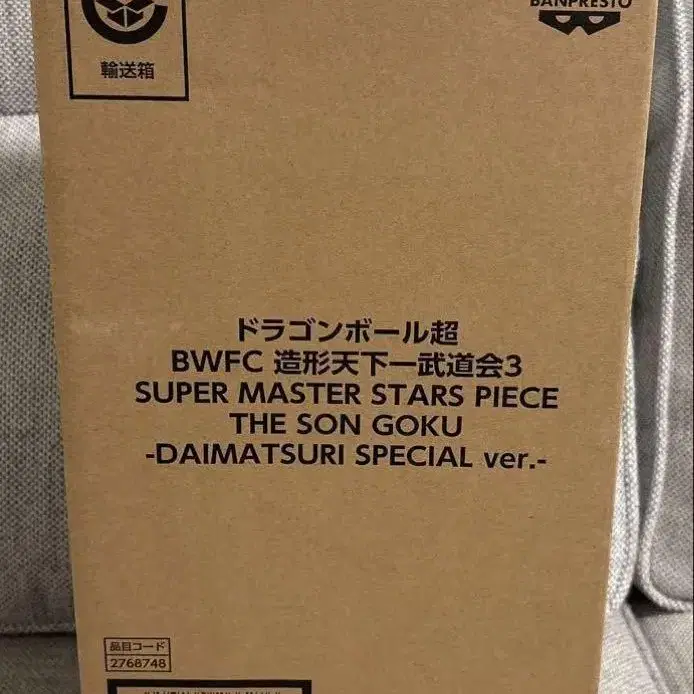 BANPRESTO
輸送箱
ドラゴンボール超
BWFC 造形天下一武道会3
SUPER MASTER STARS PIECE
THE SON GOKU
-DAIMATSURI SPECIAL ver.-
品目コード
2768748